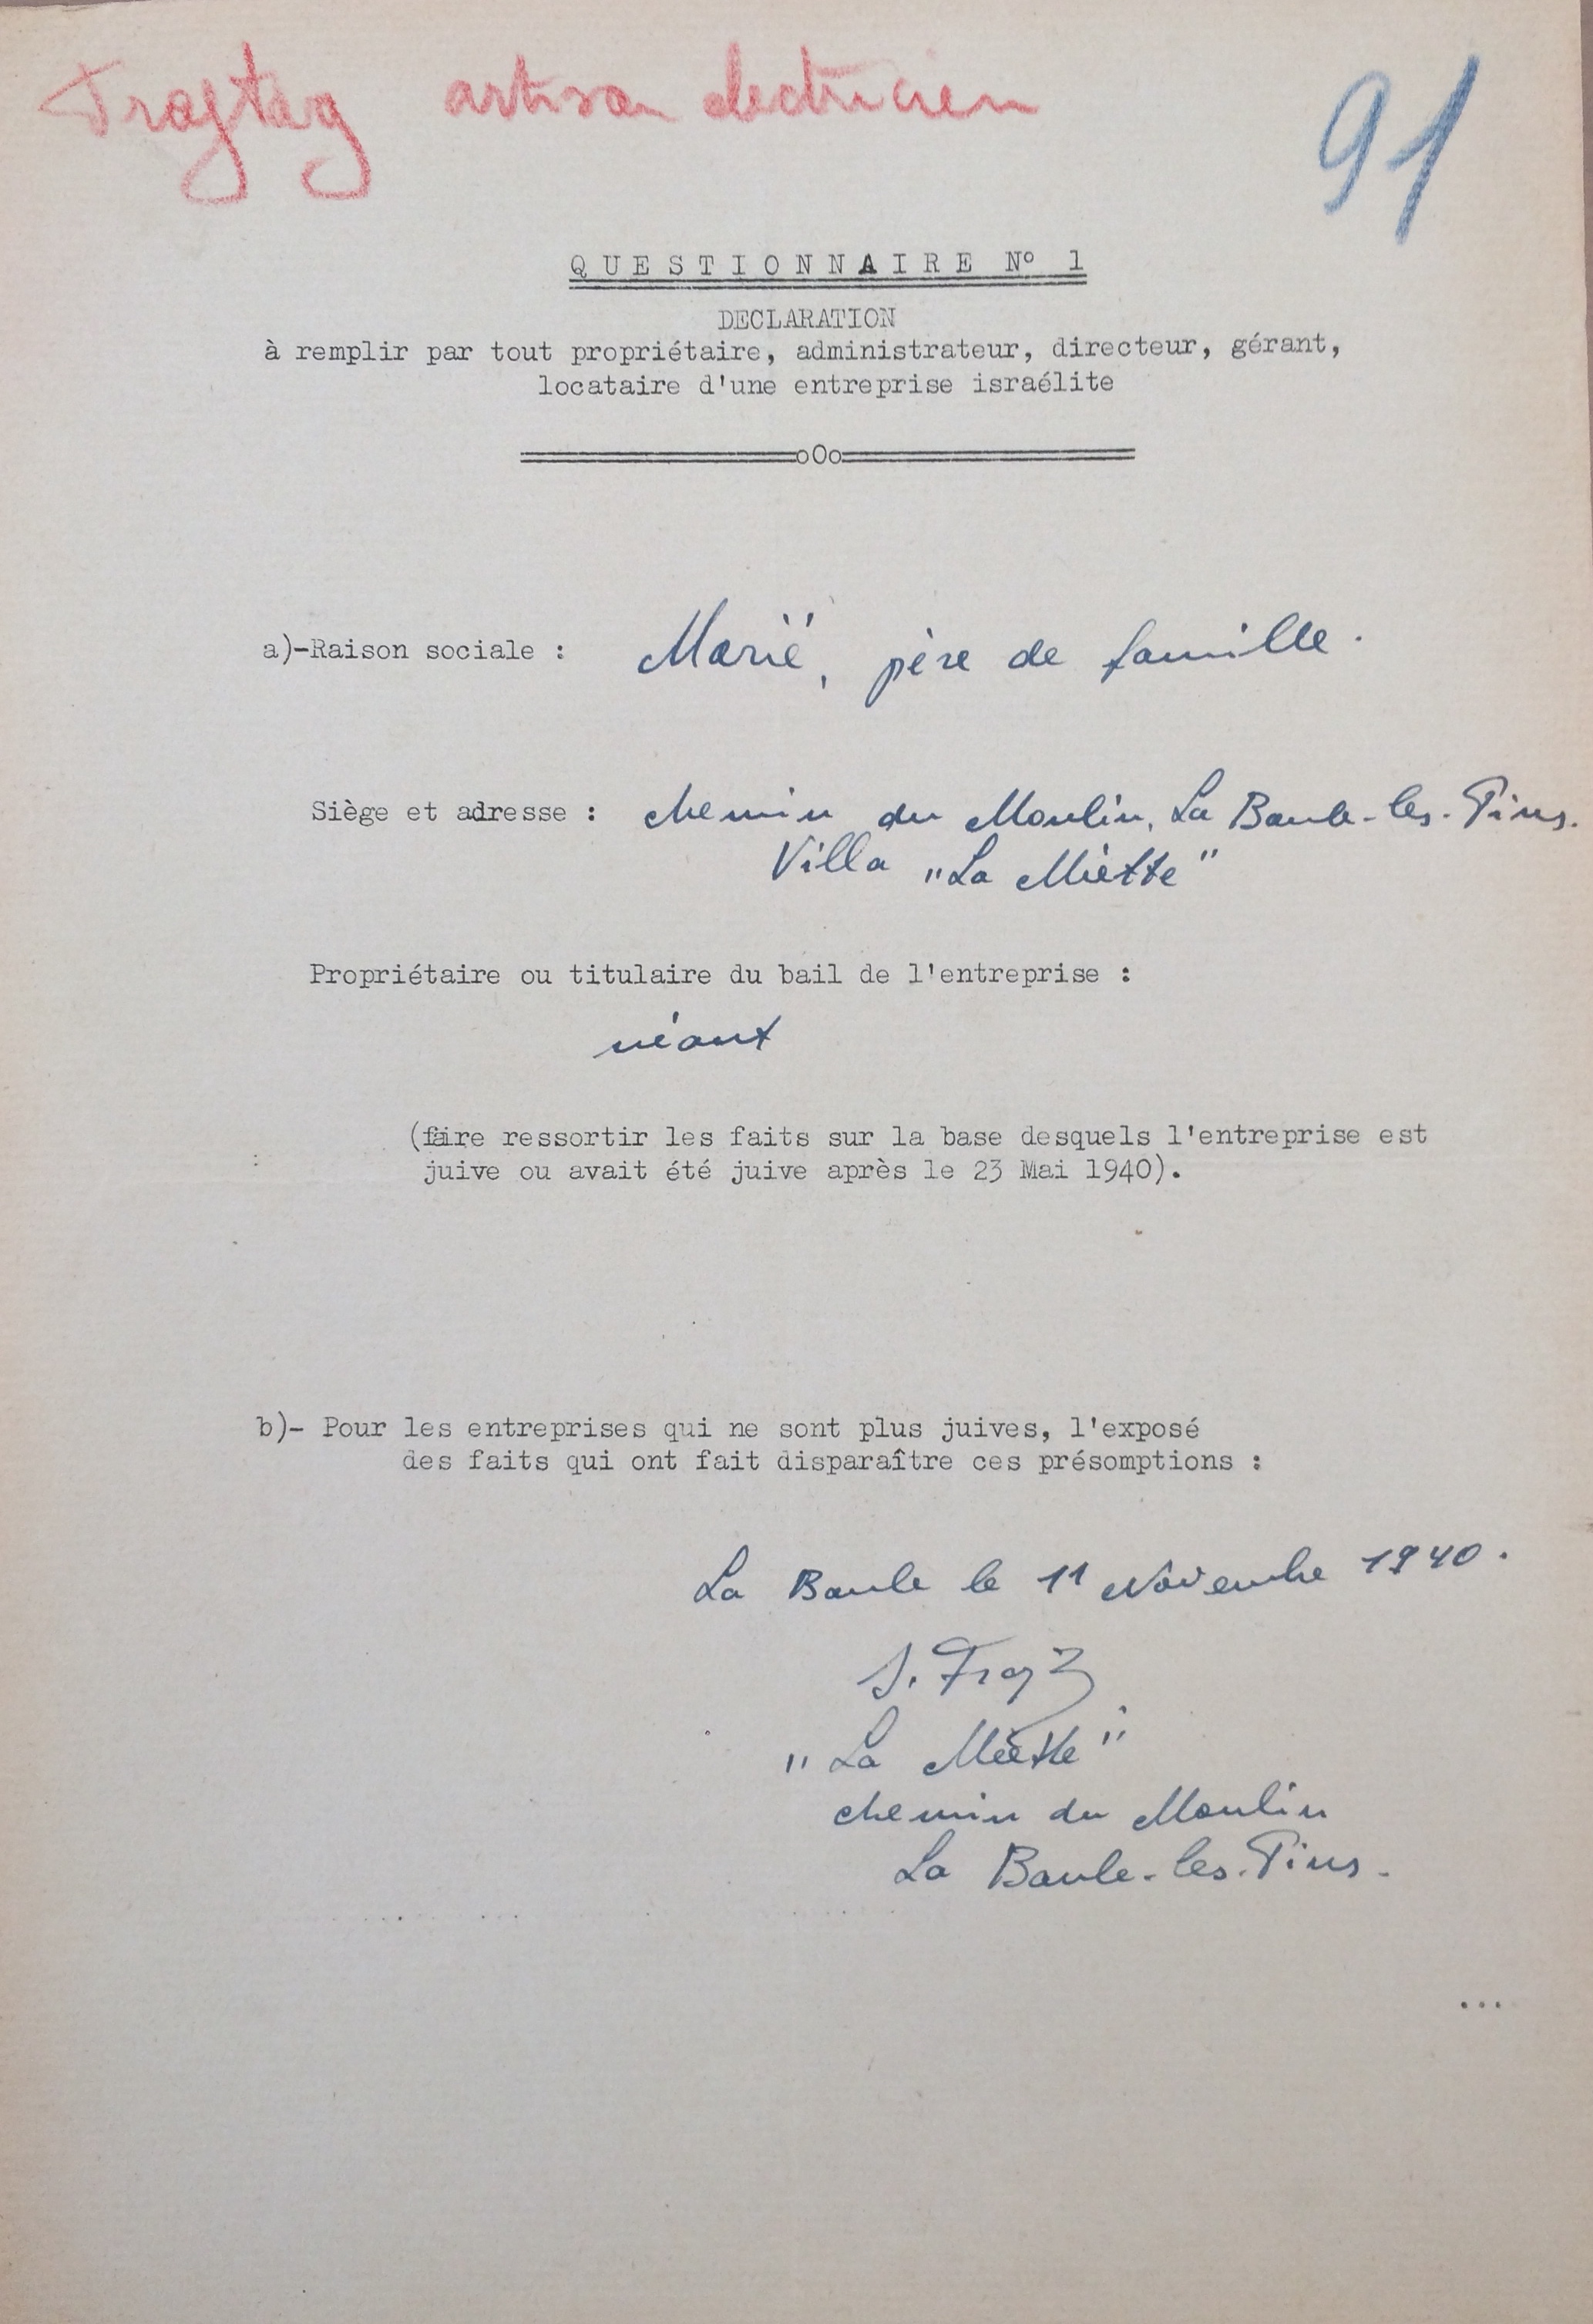 Frajtag artisan electricien
91
QUESTIONNAIRE Nº 1
DECLARATION
à remplir par tout propriétaire, administrateur, directeur, gérant,
locataire d'une entreprise israélite
oOo
a)-Raison sociale : Marié, père de famille.
Siège et adresse : chemin du Moulin, La Baule-les-Pins.
Villa "La Miette"
Propriétaire ou titulaire du bail de l'entreprise :
néant
(faire ressortir les faits sur la base desquels l'entreprise est
juive ou avait été juive après le 23 Mai 1940).
b)- Pour les entreprises qui ne sont plus juives, l'exposé
des faits qui ont fait disparaître ces présomptions :
La Baule le 11 Novembre 1940.
"La Miette"
chemin du Moulin
La Baule-les-Pins.
...